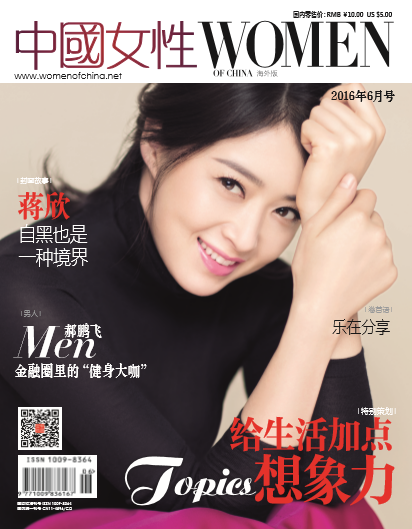 国内零售价: RMB ¥10.00 US $5.00
中國女性 WOMEN
OF CHINA 海外版
www.womenofchina.net
2016年6月号
封面故事
蒋欣
自黑也是
一种境界
卷首语
乐在分享
男人
郝鹏飞
Men
金融圈里的“健身大咖”
特别策划
给生活加点
Topics 想象力
ISSN 1009-8364
06
9 771009 836167